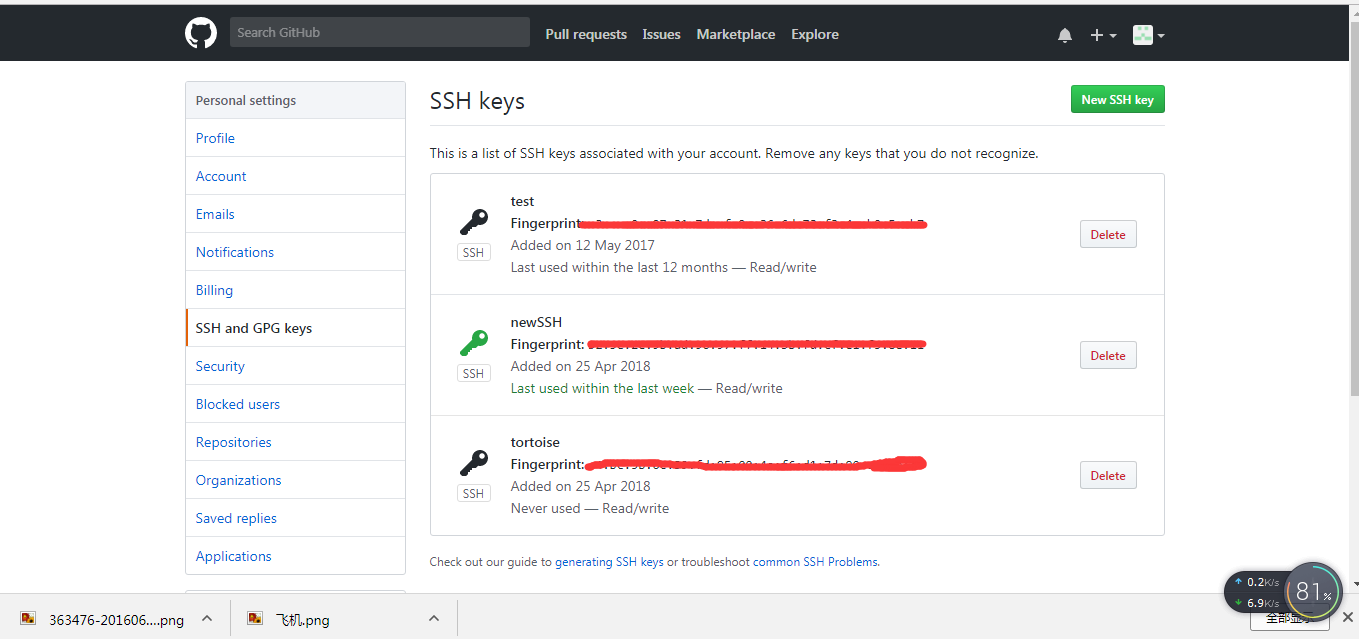 Search GitHub
Pull requests Issues Marketplace Explore
Personal settings
Profile
Account
Emails
Notifications
Billing
SSH and GPG keys
Security
Blocked users
Repositories
Organizations
Saved replies
Applications
SSH keys
New SSH key
This is a list of SSH keys associated with your account. Remove any keys that you do not recognize.
SSH
test
Fingerprint
Added on 12 May 2017
Last used within the last 12 months — Read/write
Delete
SSH
newSSH
Fingerprint:
Added on 25 Apr 2018
Last used within the last week — Read/write
Delete
SSH
tortoise
Fingerprint:
Added on 25 Apr 2018
Never used — Read/write
Delete
Check out our guide to generating SSH keys or troubleshoot common SSH Problems.
0.2K/s
6.9K/s
81%
363476-201606....png
飞机.png
全部显示